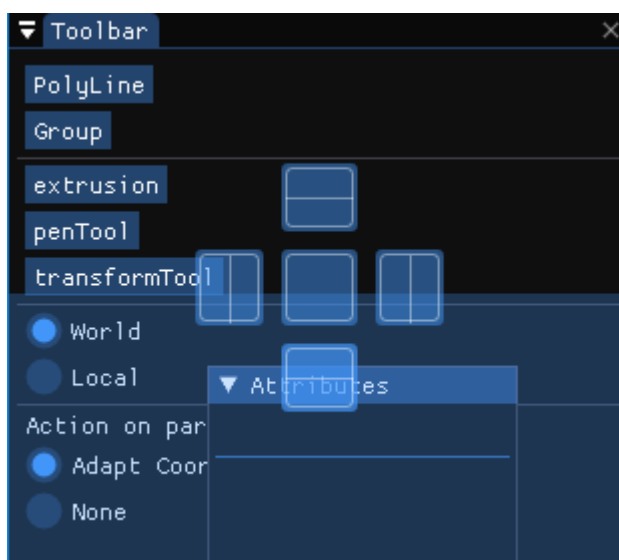 Toolbar
PolyLine
Group
extrusion
penTool
transformTool
World
Local
Attributes
Action on par
Adapt Coor
None